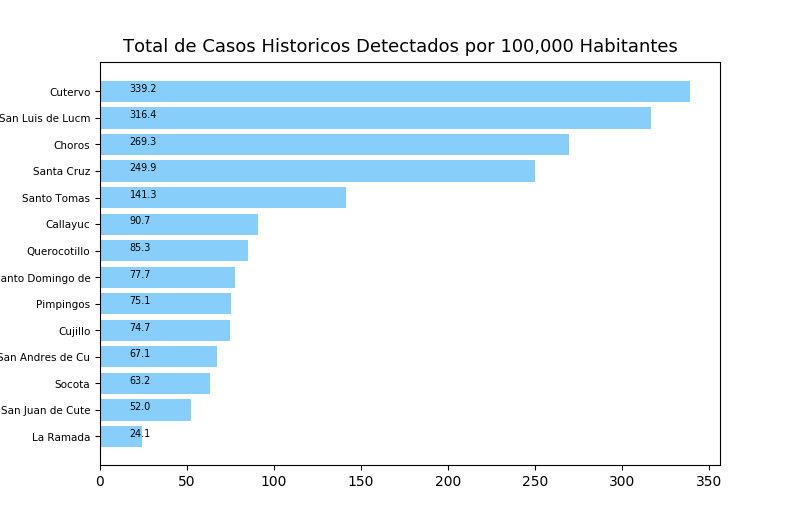 Total de Casos Historicos Detectados por 100,000 Habitantes
Cutervo 339.2
San Luis de Lucm 316.4
Choros 269.3
Santa Cruz 249.9
Santo Tomas 141.3
Callayuc 90.7
Querocotillo 85.3
anto Domingo de 77.7
Pimpingos 75.1
Cujillo 74.7
San Andres de Cu 67.1
Socota 63.2
San Juan de Cute 52.0
La Ramada 24.1
0 50 100 150 200 250 300 350